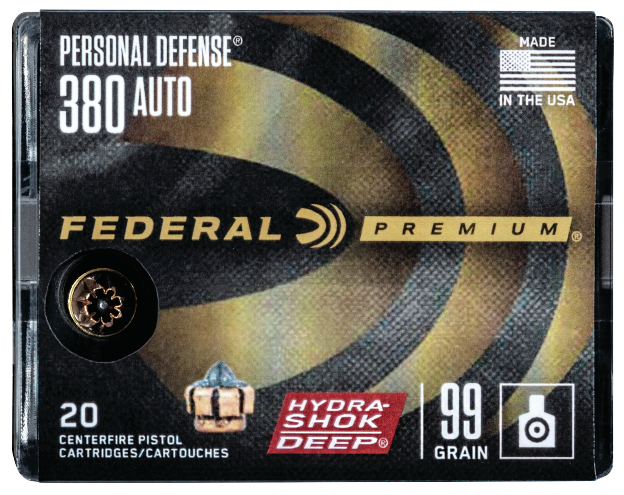 PERSONAL DEFENSE®
380 AUTO
MADE
IN THE USA
FEDERAL PREMIUM®
20
CENTERFIRE PISTOL
CARTRIDGES/CARTOUCHES
HYDRA-
SHOK
DEEP®
99
GRAIN